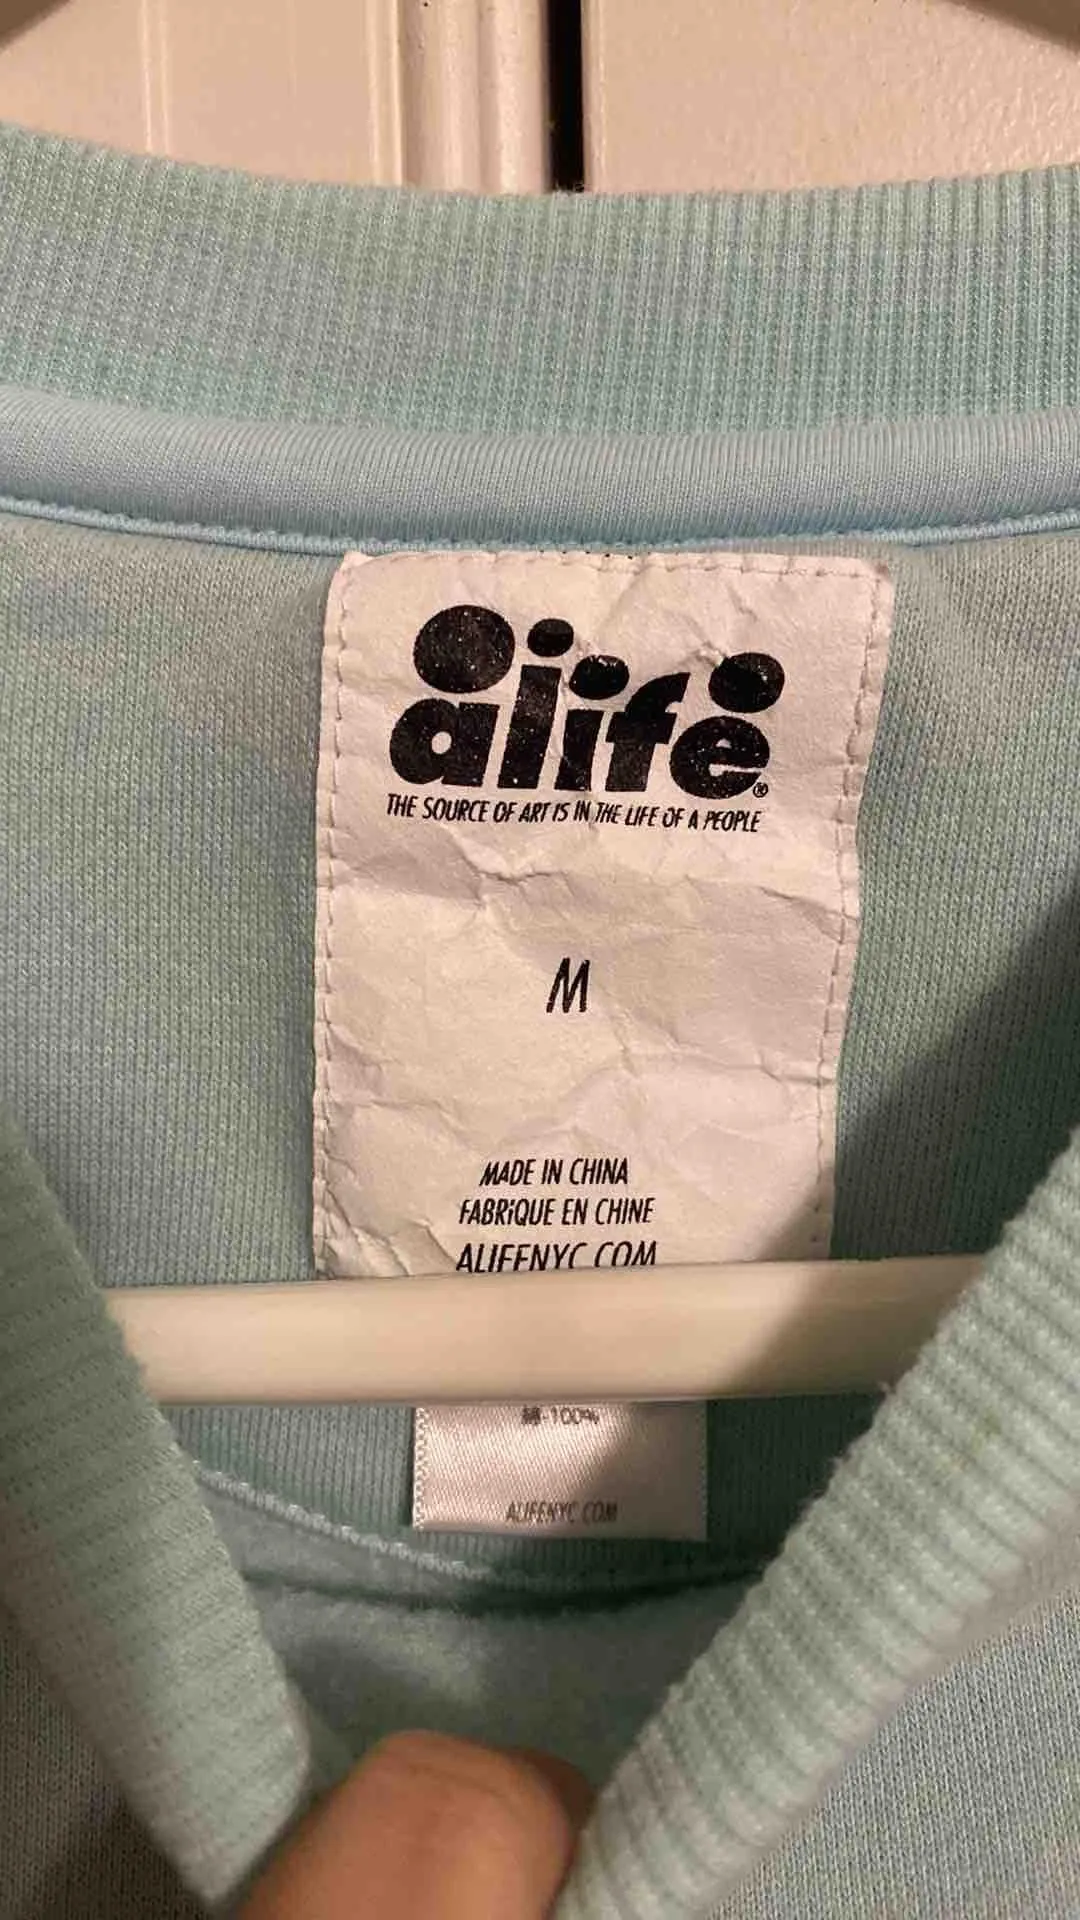 alife®
THE SOURCE OF ART IS IN THE LIFE OF A PEOPLE
M
MADE IN CHINA
FABRiQUE EN CHINE
ALIFENYC.COM
-100%
ALIFENYC.COM